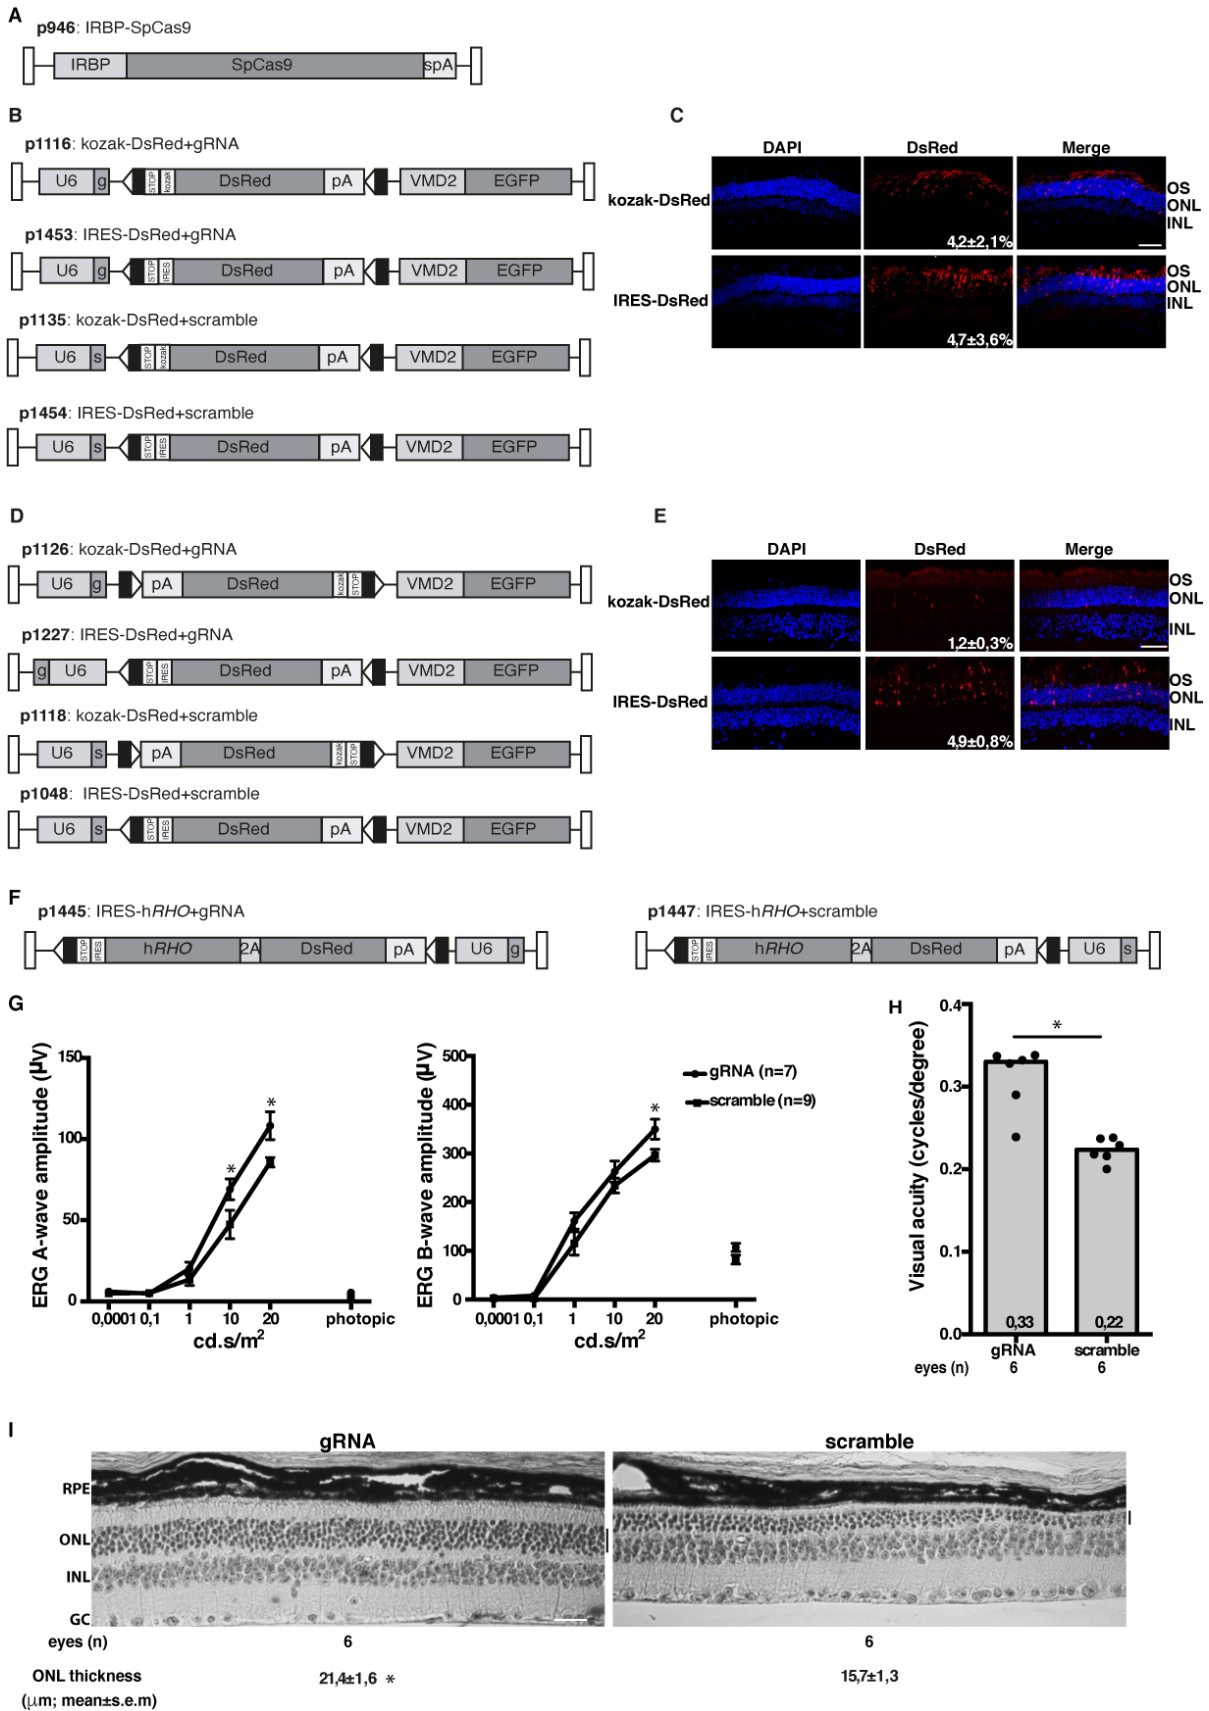 A
p946: IRBP-SpCas9
IRBP SpCas9 spA
B
p1116: kozak-DsRed+gRNA
U6 g STOP kozak DsRed pA VMD2 EGFP
p1453: IRES-DsRed+gRNA
U6 g STOP IRES DsRed pA VMD2 EGFP
p1135: kozak-DsRed+scramble
U6 s STOP kozak DsRed pA VMD2 EGFP
p1454: IRES-DsRed+scramble
U6 s STOP IRES DsRed pA VMD2 EGFP
C
DAPI DsRed Merge
kozak-DsRed 4,2±2,1% OS
ONL
INL
IRES-DsRed 4,7±3,6% OS
ONL
INL
D
p1126: kozak-DsRed+gRNA
U6 g pA DsRed kozak STOP VMD2 EGFP
p1227: IRES-DsRed+gRNA
g U6 STOP IRES DsRed pA VMD2 EGFP
p1118: kozak-DsRed+scramble
U6 s pA DsRed kozak STOP VMD2 EGFP
p1048: IRES-DsRed+scramble
U6 s STOP IRES DsRed pA VMD2 EGFP
E
DAPI DsRed Merge
kozak-DsRed 1,2±0,3% OS
ONL
INL
IRES-DsRed 4,9±0,8% OS
ONL
INL
F
p1445: IRES-hRHO+gRNA
STOP IRES hRHO 2A DsRed pA U6 g
p1447: IRES-hRHO+scramble
STOP IRES hRHO 2A DsRed pA U6 s
G
ERG A-wave amplitude (µV)
150
100
50
0
* *
0,0001 0,1 1 10 20 photopic
cd.s/m²
ERG B-wave amplitude (µV)
500
400
300
200
100
0
*
gRNA (n=7)
scramble (n=9)
0,0001 0,1 1 10 20 photopic
cd.s/m²
H
Visual acuity (cycles/degree)
0.4
0.3
0.2
0.1
0.0
*
0,33 0,22
gRNA scramble
eyes (n) 6 6
I
gRNA scramble
RPE
ONL
INL
GC
eyes (n) 6 6
ONL thickness 21,4±1,6 * 15,7±1,3
(µm; mean±s.e.m)